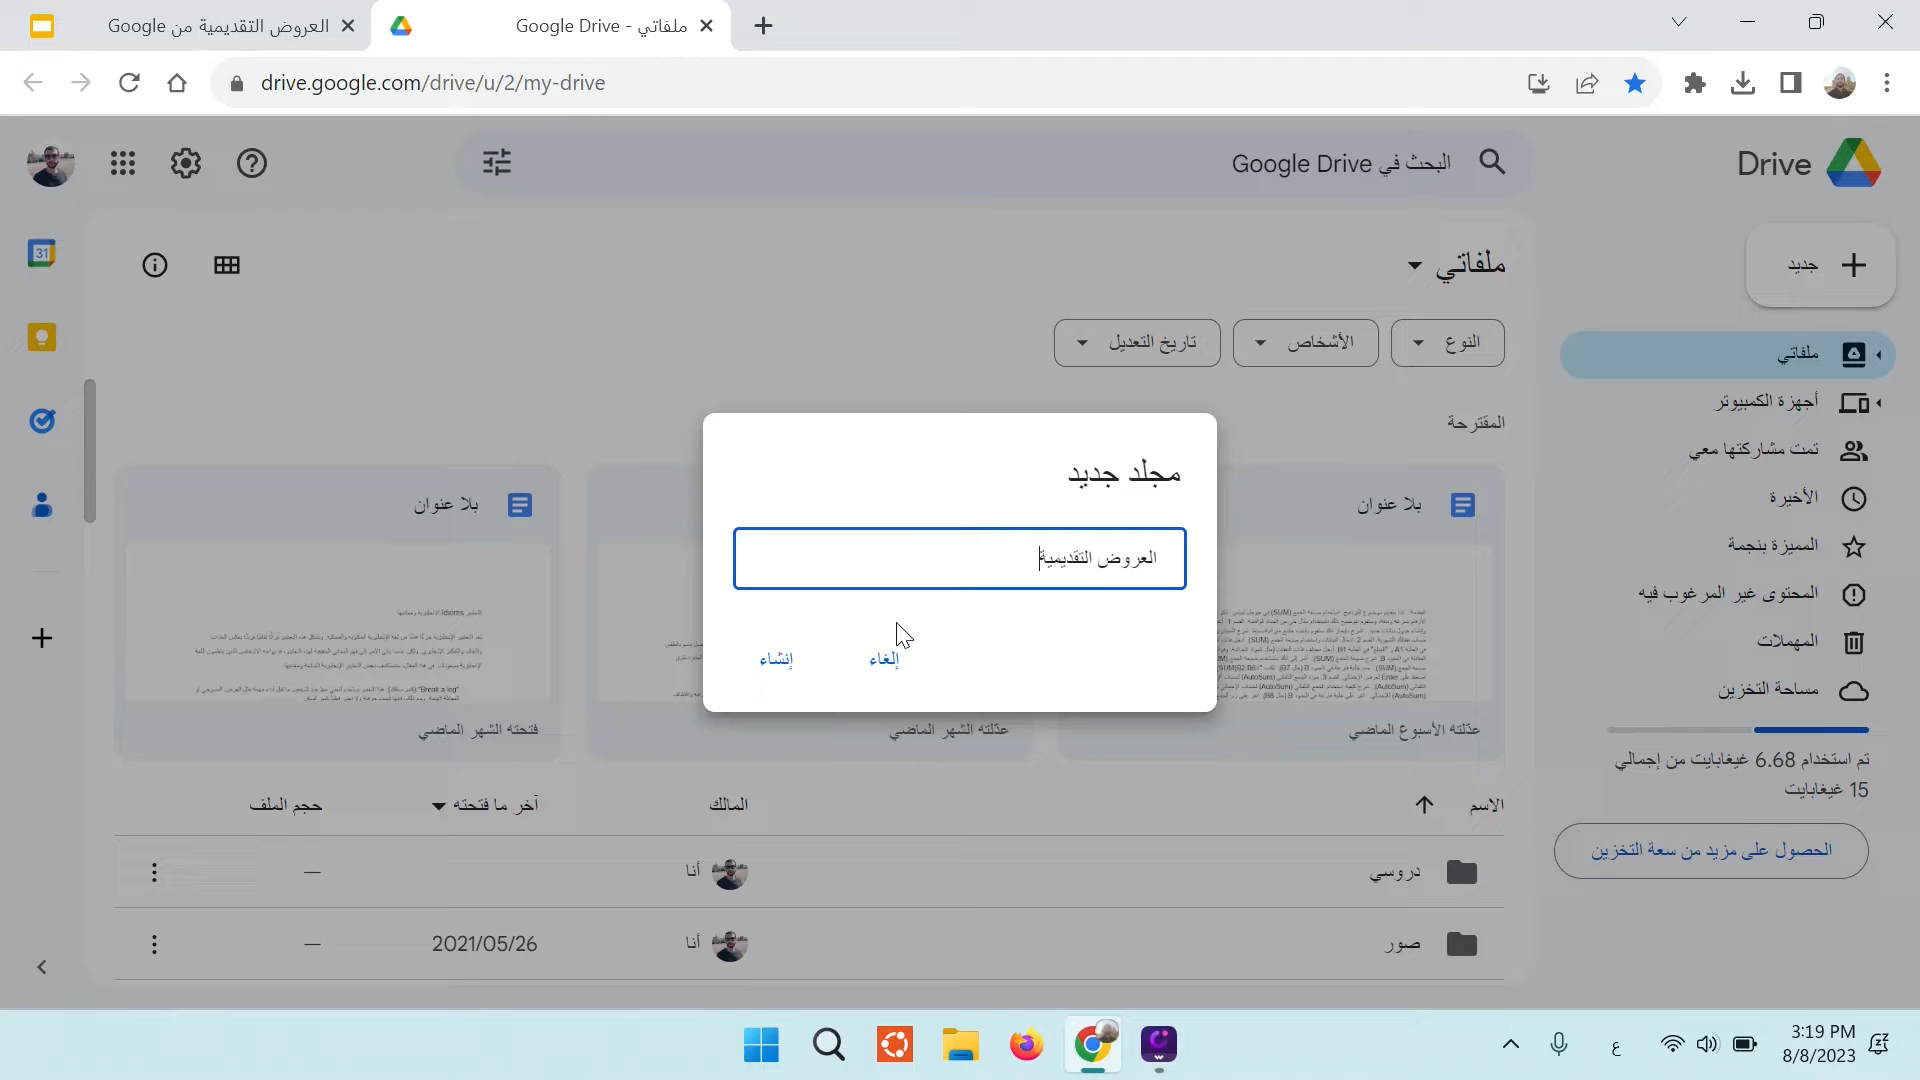 العروض التقديمية من Google
ملفاتي - Google Drive
drive.google.com/drive/u/2/my-drive
Drive
البحث في Google Drive
جديد
ملفاتي
أجهزة الكمبيوتر
تمت مشاركتها معي
الأخيرة
المميزة بنجمة
المحتوى غير المرغوب فيه
المهملات
مساحة التخزين
تم استخدام 6.68 غيغابايت من إجمالي
15 غيغابايت
الحصول على مزيد من سعة التخزين
ملفاتي
النوع
الأشخاص
تاريخ التعديل
المقترحة
بلا عنوان
بلا عنوان
عدّلته الأسبوع الماضي
عدّلته الشهر الماضي
فتحته الشهر الماضي
مجلد جديد
العروض التقديمية
إلغاء
إنشاء
الاسم
المالك
آخر ما فتحته
حجم الملف
دروسي
أنا
—
صور
أنا
2021/05/26
—
31
ع
3:19 PM
8/8/2023